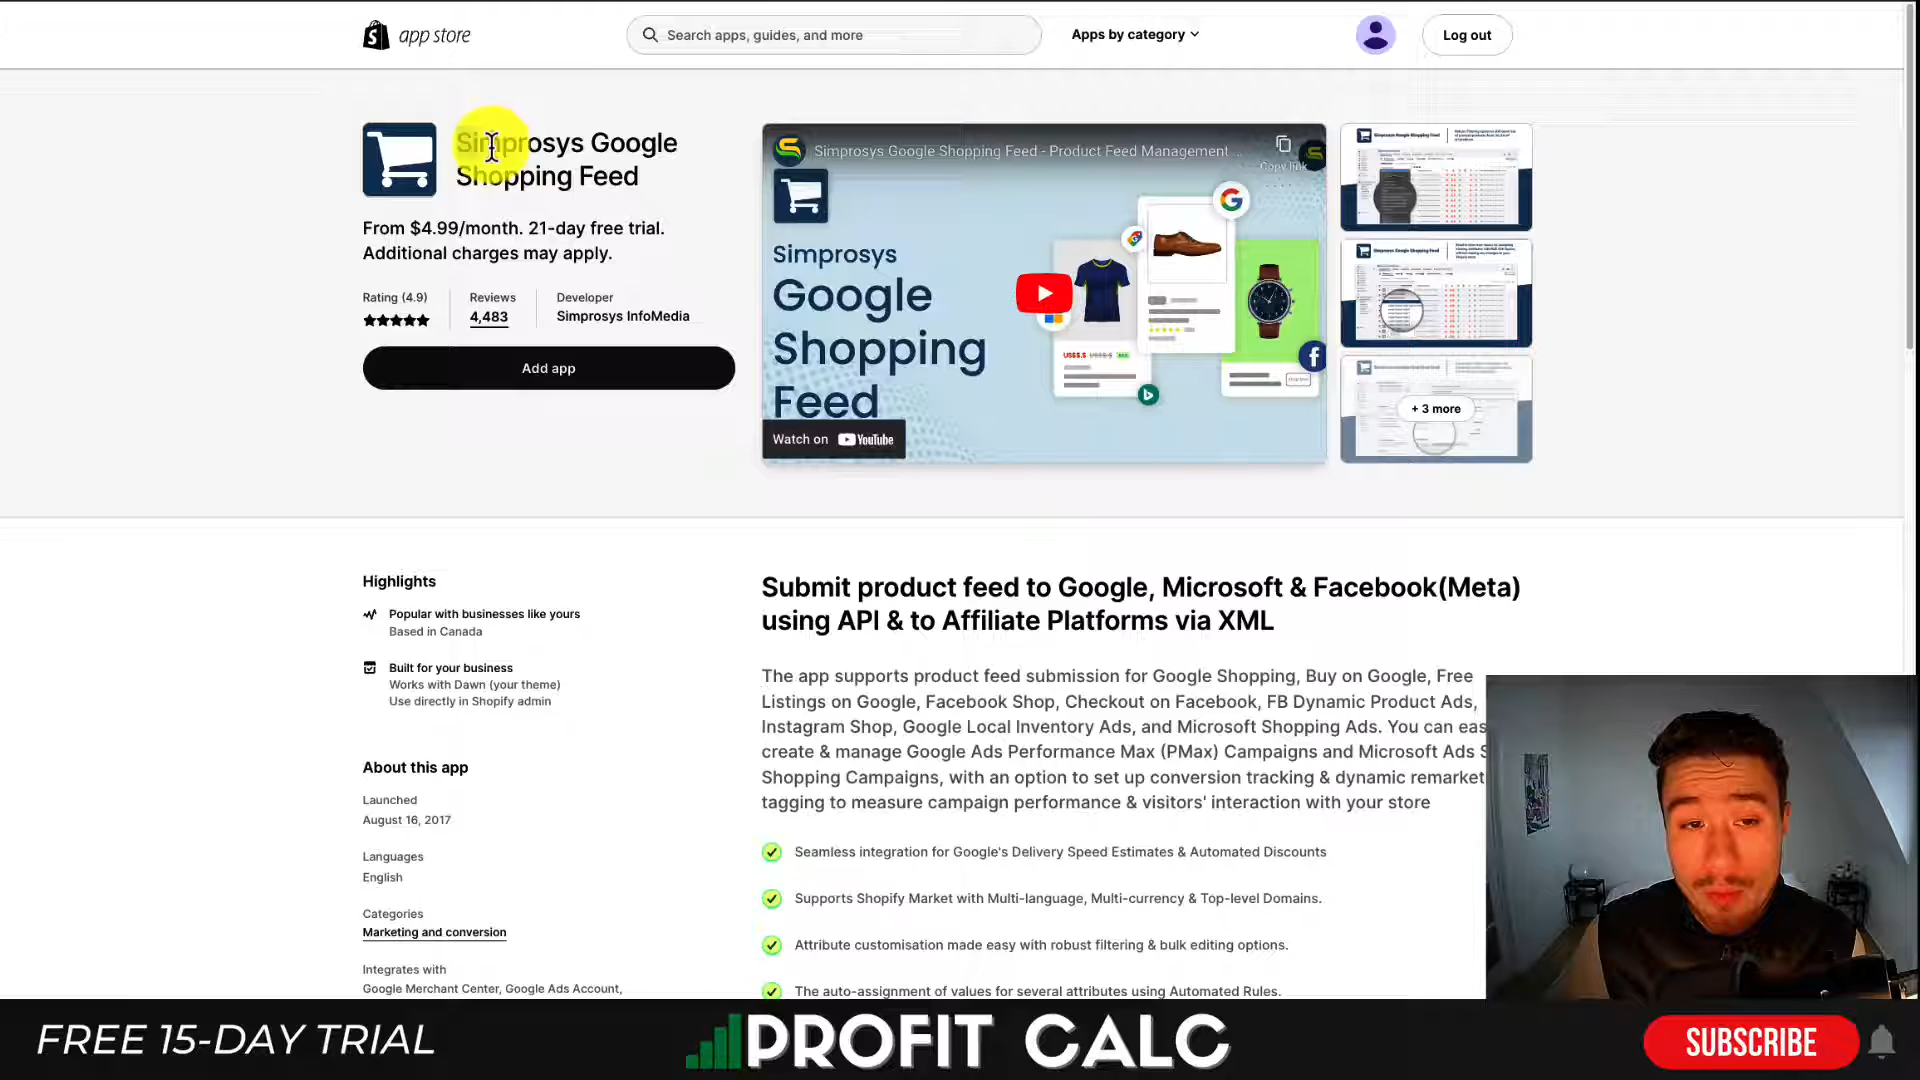 app store
Search apps, guides, and more
Apps by category
Log out
Simprosys Google
Shopping Feed
From $4.99/month. 21-day free trial.
Additional charges may apply.
Rating (4.9)
Reviews
4,483
Developer
Simprosys InfoMedia
Add app
Simprosys Google Shopping Feed - Product Feed Management ...
Copy link
Simprosys
Google
Shopping
Feed
Watch on YouTube
Simprosys Google Shopping Feed
Simprosys Google Shopping Feed
+ 3 more
Highlights
Popular with businesses like yours
Based in Canada
Built for your business
Works with Dawn (your theme)
Use directly in Shopify admin
About this app
Launched
August 16, 2017
Languages
English
Categories
Marketing and conversion
Integrates with
Google Merchant Center, Google Ads Account,
Submit product feed to Google, Microsoft & Facebook(Meta)
using API & to Affiliate Platforms via XML
The app supports product feed submission for Google Shopping, Buy on Google, Free
Listings on Google, Facebook Shop, Checkout on Facebook, FB Dynamic Product Ads,
Instagram Shop, Google Local Inventory Ads, and Microsoft Shopping Ads. You can eas
create & manage Google Ads Performance Max (PMax) Campaigns and Microsoft Ads S
Shopping Campaigns, with an option to set up conversion tracking & dynamic remarket
tagging to measure campaign performance & visitors' interaction with your store
Seamless integration for Google's Delivery Speed Estimates & Automated Discounts
Supports Shopify Market with Multi-language, Multi-currency & Top-level Domains.
Attribute customisation made easy with robust filtering & bulk editing options.
The auto-assignment of values for several attributes using Automated Rules.
FREE 15-DAY TRIAL
PROFIT CALC
SUBSCRIBE